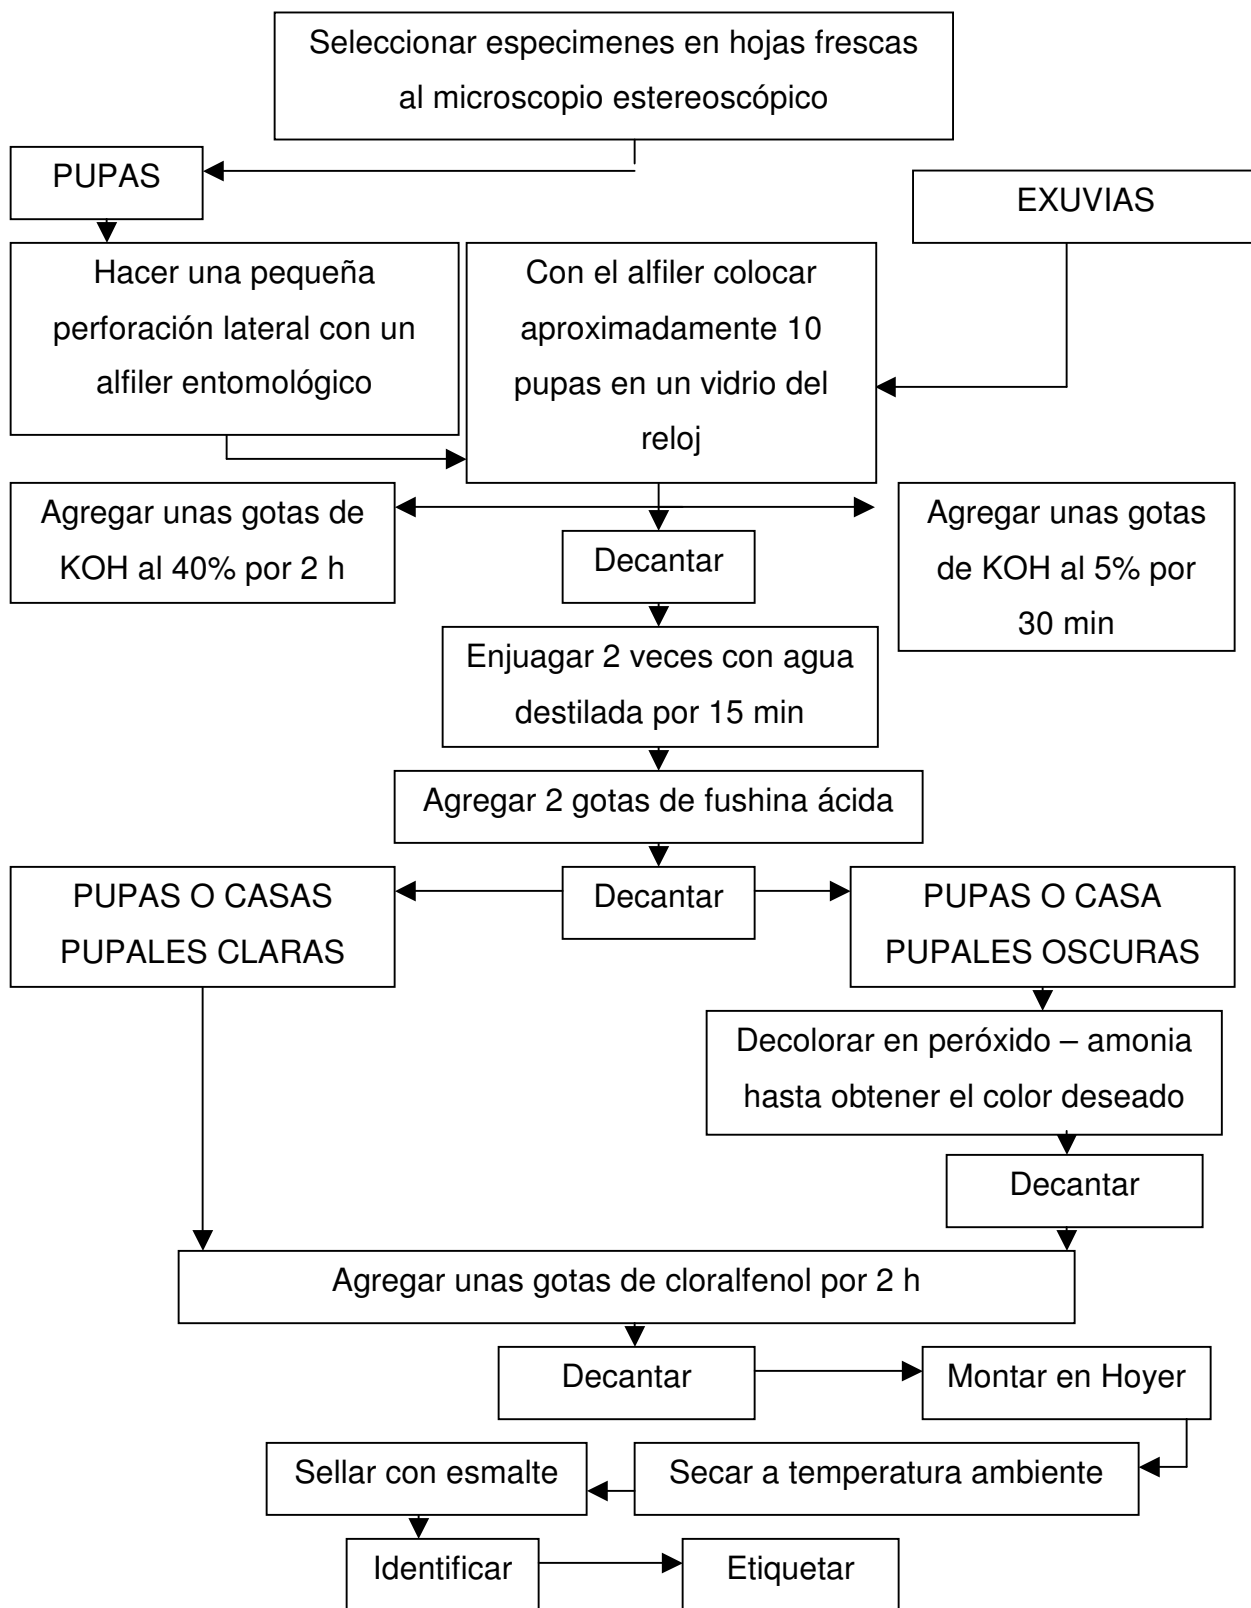 Seleccionar especimenes en hojas frescas
al microscopio estereoscópico
PUPAS
EXUVIAS
Hacer una pequeña
perforación lateral con un
alfiler entomológico
Con el alfiler colocar
aproximadamente 10
pupas en un vidrio del
reloj
Agregar unas gotas de
KOH al 40% por 2 h
Decantar
Agregar unas gotas
de KOH al 5% por
30 min
Enjuagar 2 veces con agua
destilada por 15 min
Agregar 2 gotas de fushina ácida
PUPAS O CASAS
PUPALES CLARAS
Decantar
PUPAS O CASA
PUPALES OSCURAS
Decolorar en peróxido – amonia
hasta obtener el color deseado
Decantar
Agregar unas gotas de cloralfenol por 2 h
Decantar
Montar en Hoyer
Sellar con esmalte
Secar a temperatura ambiente
Identificar
Etiquetar